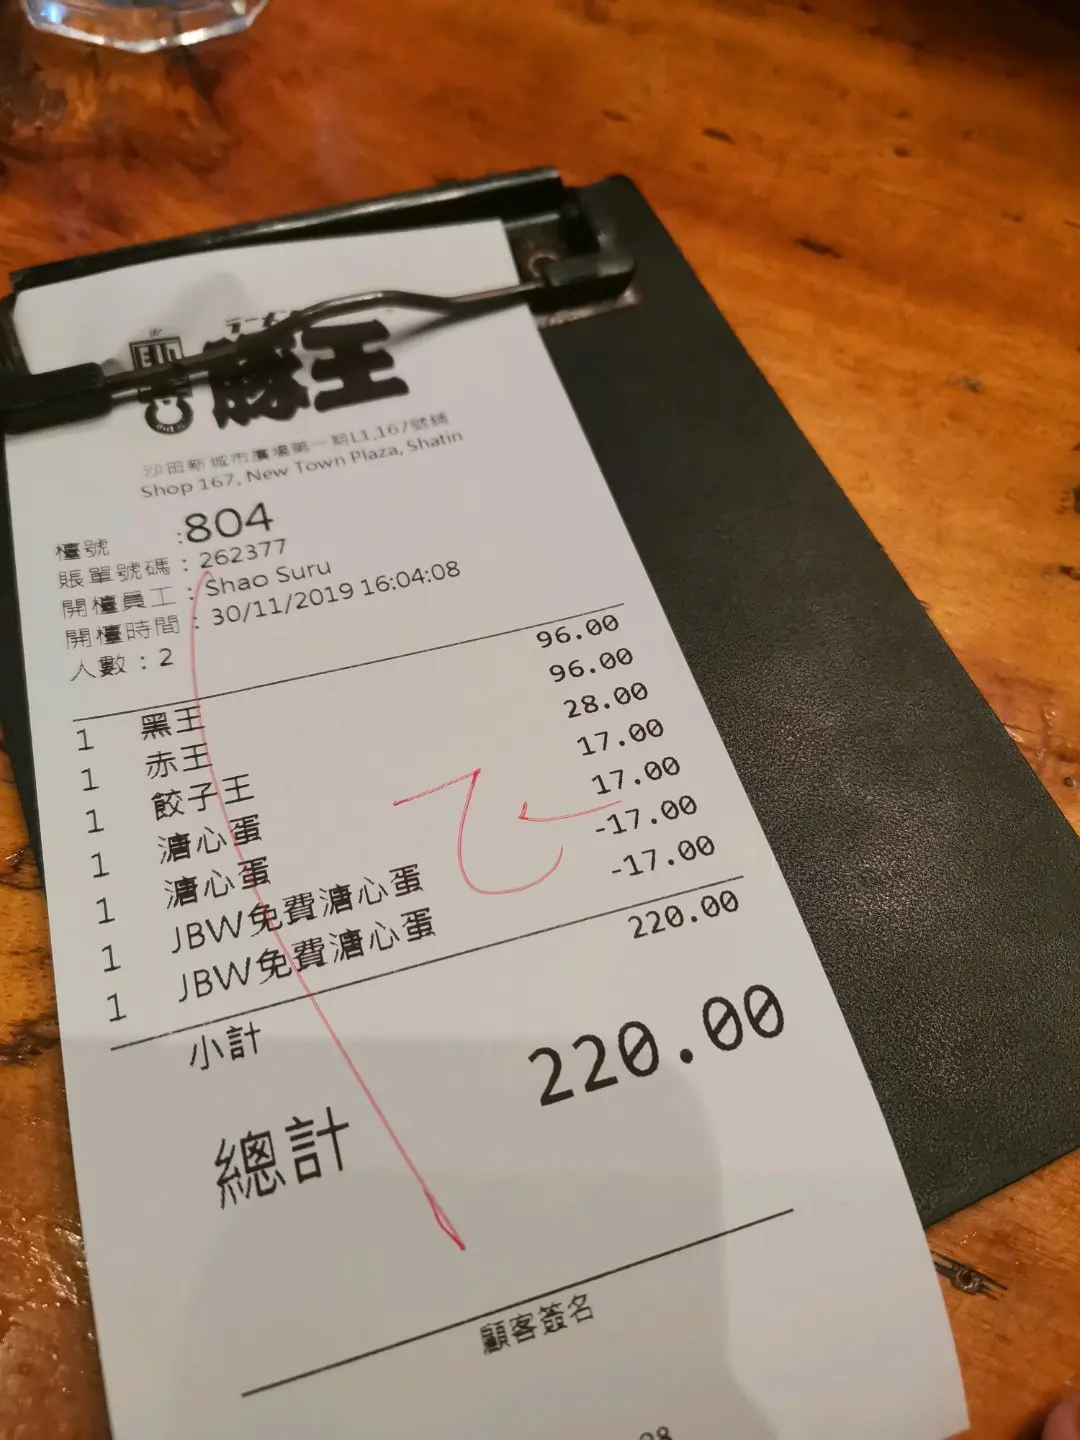 豚王
沙田新城市廣場第一期L1,167號舖
Shop 167, New Town Plaza, Shatin
檯號 :804
賬單號碼 : 262377
開檯員工 : Shao Suru
開檯時間 : 30/11/2019 16:04:08
人數 : 2
1 黑王 96.00
1 赤王 96.00
1 餃子王 28.00
1 溏心蛋 17.00
1 溏心蛋 17.00
1 JBW免費溏心蛋 -17.00
1 JBW免費溏心蛋 -17.00
小計 220.00
總計 220.00
顧客簽名